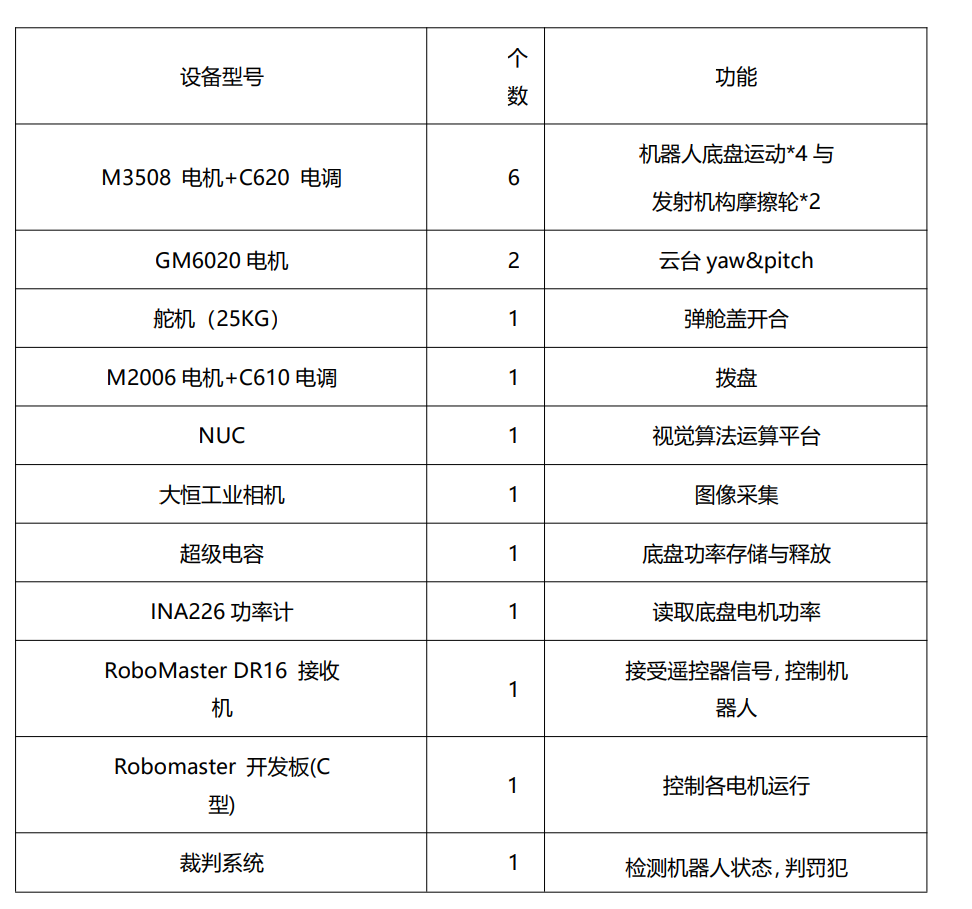 设备型号
个
数
功能
M3508 电机+C620 电调
6
机器人底盘运动*4 与
发射机构摩擦轮*2
GM6020 电机
2
云台 yaw&pitch
舵机（25KG）
1
弹舱盖开合
M2006 电机+C610 电调
1
拨盘
NUC
1
视觉算法运算平台
大恒工业相机
1
图像采集
超级电容
1
底盘功率存储与释放
INA226 功率计
1
读取底盘电机功率
RoboMaster DR16 接收
机
1
接受遥控器信号，控制机
器人
Robomaster 开发板(C
型)
1
控制各电机运行
裁判系统
1
检测机器人状态，判罚犯